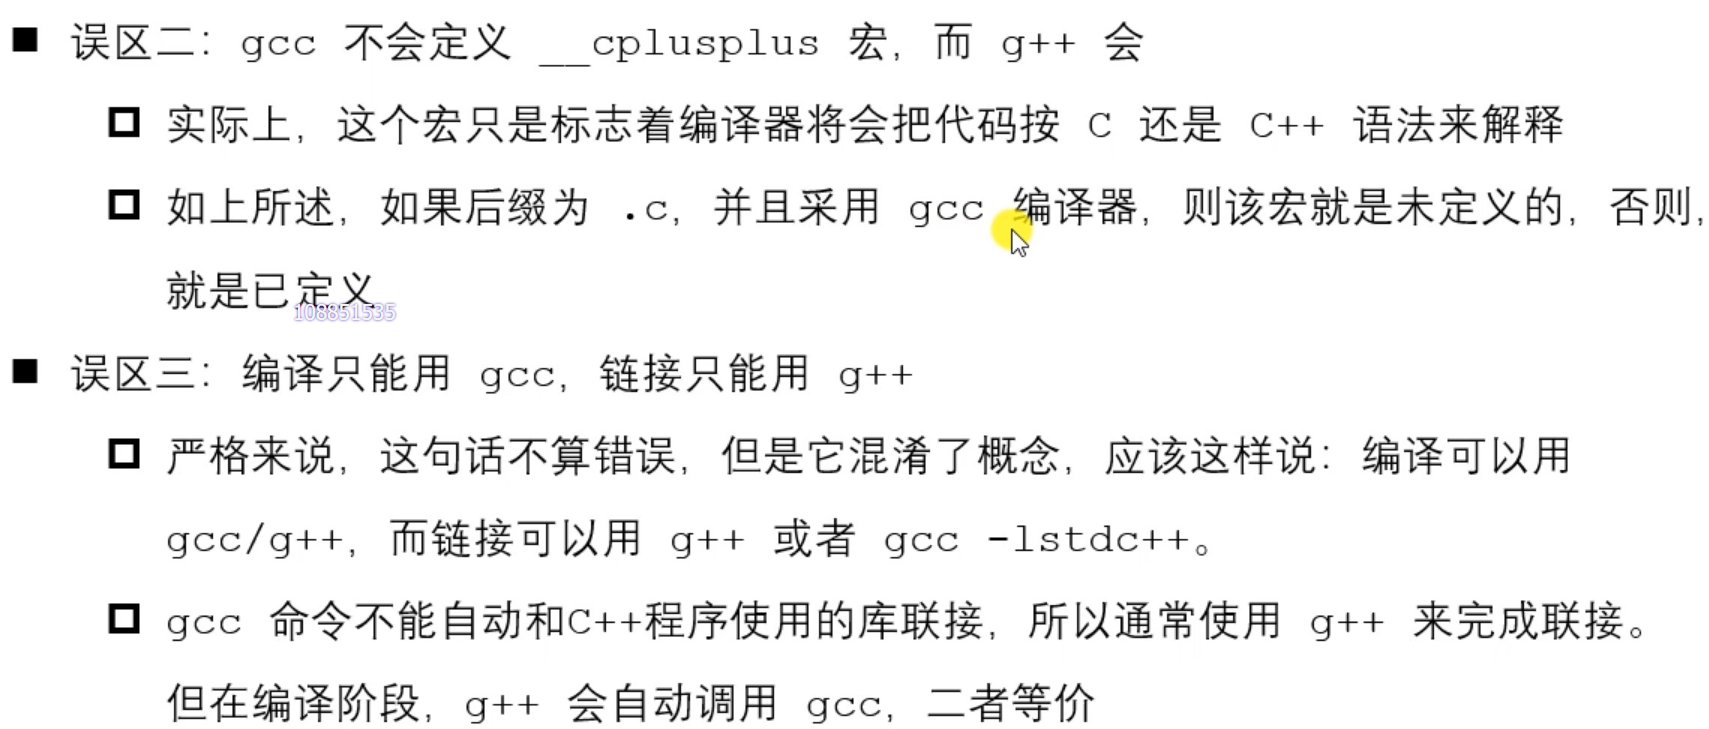 误区二：gcc 不会定义 __cplusplus 宏，而 g++ 会
实际上，这个宏只是标志着编译器将会把代码按 C 还是 C++ 语法来解释
如上所述，如果后缀为 .c，并且采用 gcc 编译器，则该宏就是未定义的，否则，
就是已定义
108851535
误区三：编译只能用 gcc，链接只能用 g++
严格来说，这句话不算错误，但是它混淆了概念，应该这样说：编译可以用
gcc/g++，而链接可以用 g++ 或者 gcc -lstdc++。
gcc 命令不能自动和C++程序使用的库联接，所以通常使用 g++ 来完成联接。
但在编译阶段，g++ 会自动调用 gcc，二者等价